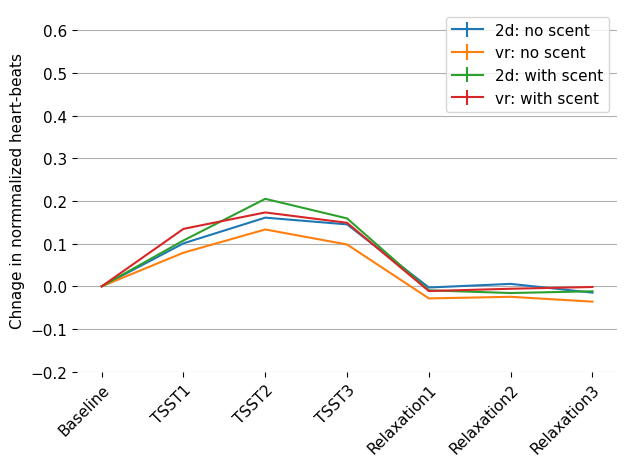 Chnage in normmalized heart-beats
0.6
0.5
0.4
0.3
0.2
0.1
0.0
−0.1
−0.2
2d: no scent
vr: no scent
2d: with scent
vr: with scent
Baseline
TSST1
TSST2
TSST3
Relaxation1
Relaxation2
Relaxation3